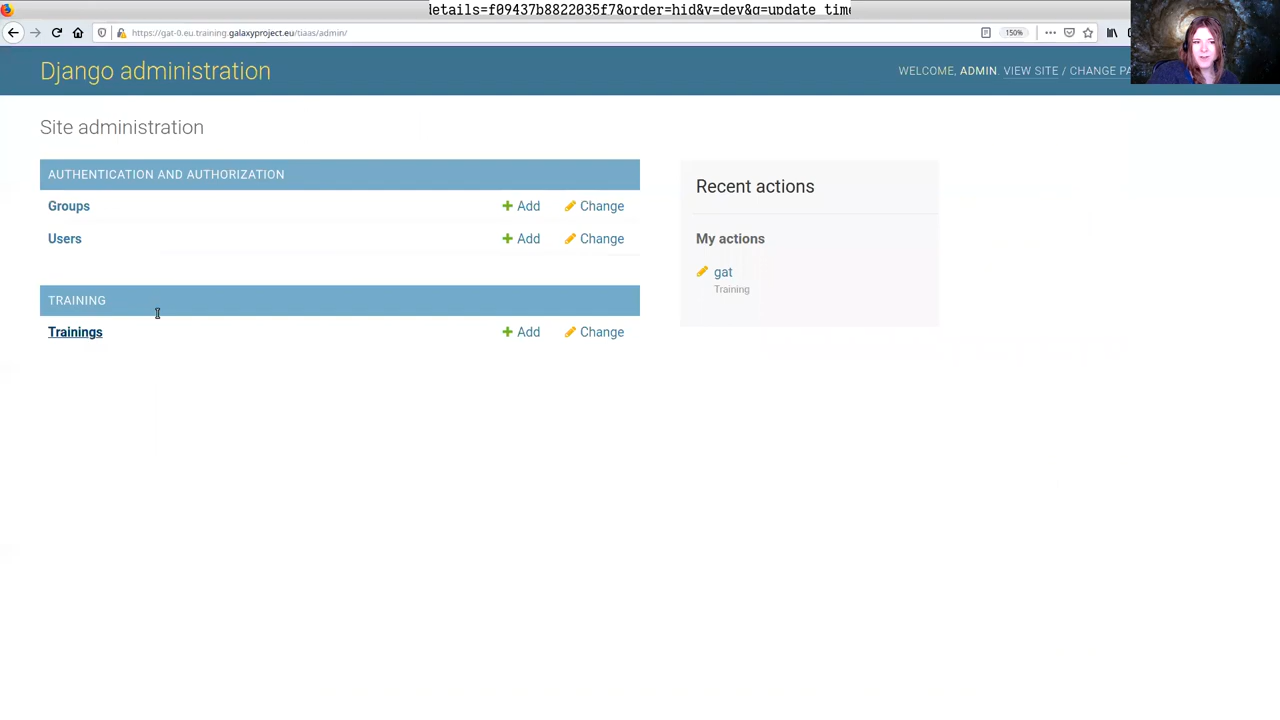 etails=f09437b8822035f7&order=hid&v=dev&q=update_time
https://gat-0.eu.training.galaxyproject.eu/tiaas/admin/
150%
Django administration
WELCOME, ADMIN. VIEW SITE / CHANGE PA
Site administration
AUTHENTICATION AND AUTHORIZATION
Groups
Add
Change
Users
Add
Change
TRAINING
Trainings
Add
Change
Recent actions
My actions
gat
Training